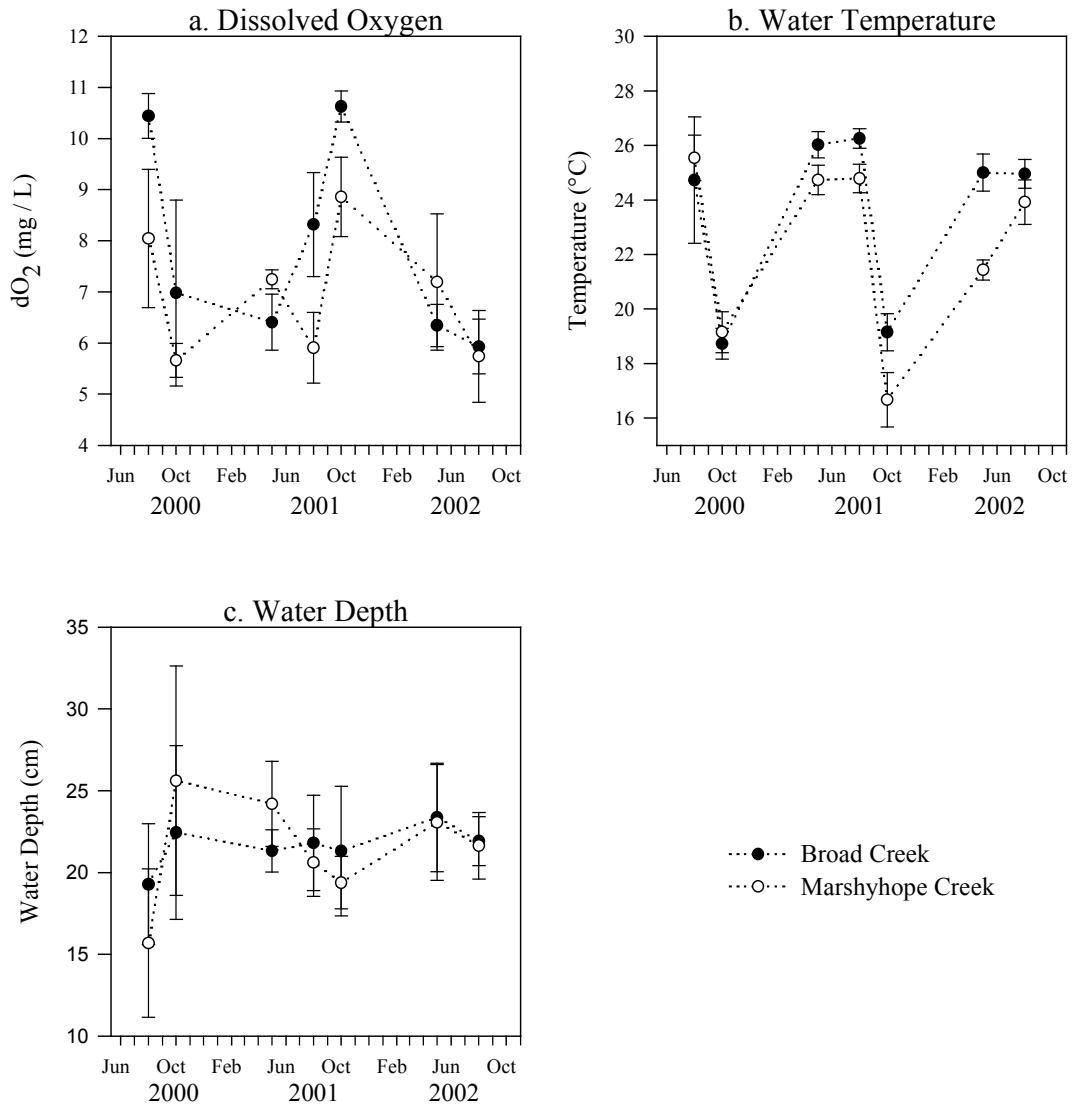 a. Dissolved Oxygen
12
11
10
9
8
7
6
5
4
dO2 (mg / L)
Jun Oct Feb Jun Oct Feb Jun Oct
2000 2001 2002
b. Water Temperature
30
28
26
24
22
20
18
16
Temperature (°C)
Jun Oct Feb Jun Oct Feb Jun Oct
2000 2001 2002
c. Water Depth
35
30
25
20
15
10
Water Depth (cm)
Jun Oct Feb Jun Oct Feb Jun Oct
2000 2001 2002
Broad Creek
Marshyhope Creek